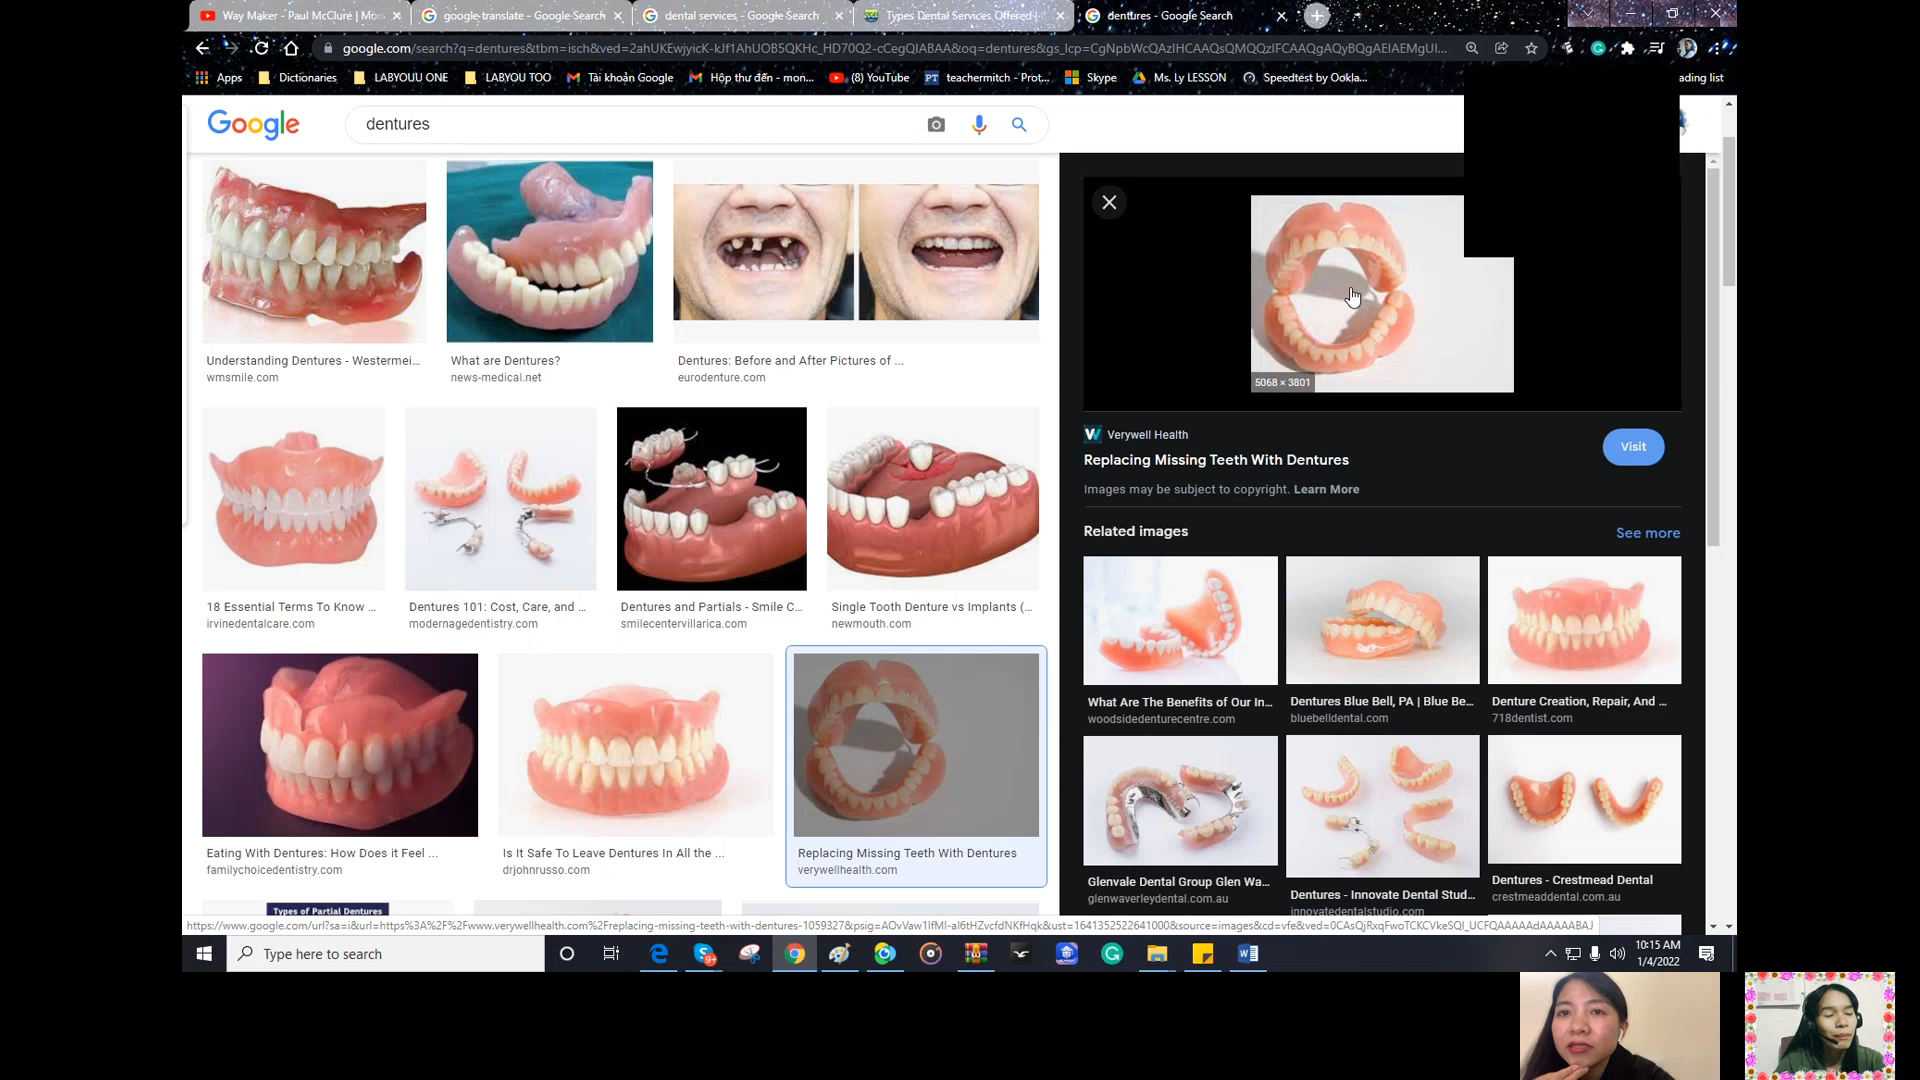 Way Maker - Paul McClure | Mo
google translate - Google Search
dental services - Google Search
Types Dental Services Offered |
dentures - Google Search
google.com/search?q=dentures&tbm=isch&ved=2ahUKEwjyicK-kJf1AhUOB5QKHc_HD70Q2-cCegQIABAA&oq=dentures&gs_lcp=CgNpbWcQAzIHCAAQsQMQQzIFCAAQgAQyBQgAEIAEMgUI...
Apps
Dictionaries
LABYOUU ONE
LABYOU TOO
Tài khoản Google
Hộp thư đến - mon...
(8) YouTube
PT teachermitch - Prot...
Skype
Ms. Ly LESSON
Speedtest by Ookla...
ading list
Google
dentures
Understanding Dentures - Westermei...
wmsmile.com
What are Dentures?
news-medical.net
Dentures: Before and After Pictures of ...
eurodenture.com
18 Essential Terms To Know ...
irvinedentalcare.com
Dentures 101: Cost, Care, and ...
modernagedentistry.com
Dentures and Partials - Smile C...
smilecentervillarica.com
Single Tooth Denture vs Implants (...
newmouth.com
Eating With Dentures: How Does it Feel ...
familychoicedentistry.com
Is It Safe To Leave Dentures In All the ...
drjohnrusso.com
Replacing Missing Teeth With Dentures
verywellhealth.com
Types of Partial Dentures
5068 × 3801
Verywell Health
Replacing Missing Teeth With Dentures
Visit
Images may be subject to copyright. Learn More
Related images
See more
What Are The Benefits of Our In...
woodsidedenturecentre.com
Dentures Blue Bell, PA | Blue Be...
bluebelldental.com
Denture Creation, Repair, And ...
718dentist.com
Glenvale Dental Group Glen Wa...
glenwaverleydental.com.au
Dentures - Innovate Dental Stud...
innovatedentalstudio.com
Dentures - Crestmead Dental
crestmeaddental.com.au
Type here to search
9+
10:15 AM
1/4/2022